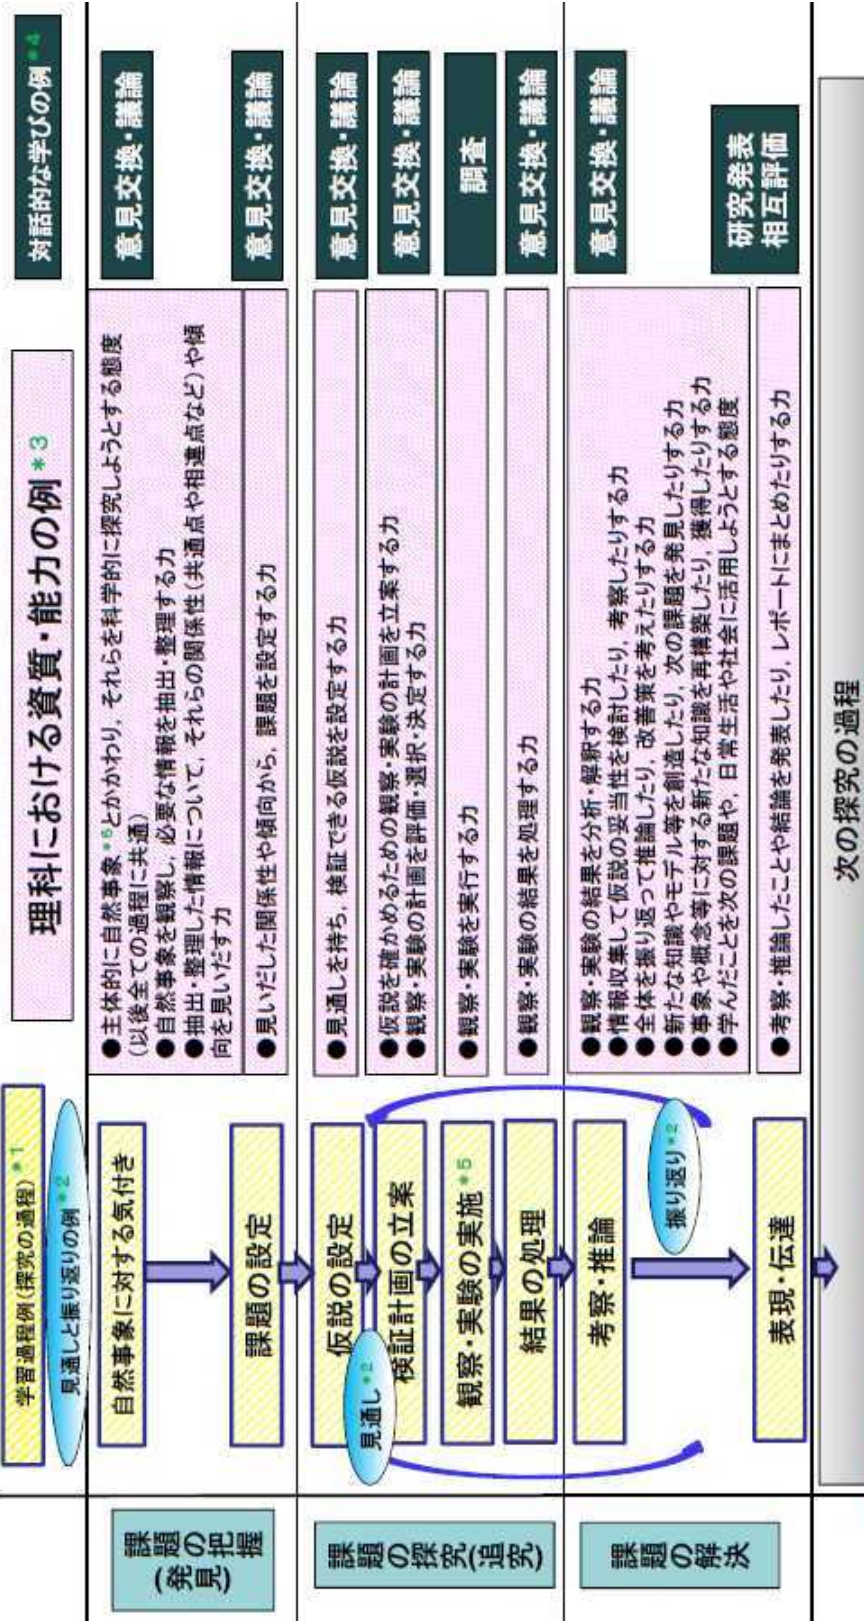 学習過程例(探究の過程)*1
見通しと振り返りの例*2
理科における資質・能力の例*3
対話的な学びの例*4
課題の把握
(発見)
自然事象に対する気付き
●主体的に自然事象*6とかかわり，それらを科学的に探究しようとする態度
(以後全ての過程に共通)
●自然事象を観察し，必要な情報を抽出・整理する力
●抽出・整理した情報について，それらの関係性(共通点や相違点など)や傾
向を見いだす力
意見交換・議論
課題の設定
●見いだした関係性や傾向から，課題を設定する力
意見交換・議論
課題の探究(追究)
仮説の設定
●見通しを持ち，検証できる仮説を設定する力
意見交換・議論
見通し*2
検証計画の立案
●仮説を確かめるための観察・実験の計画を立案する力
●観察・実験の計画を評価・選択・決定する力
意見交換・議論
観察・実験の実施*5
●観察・実験を実行する力
調査
結果の処理
●観察・実験の結果を処理する力
意見交換・議論
課題の解決
考察・推論
●観察・実験の結果を分析・解釈する力
●情報収集して仮説の妥当性を検討したり，考察したりする力
●全体を振り返って推論したり，改善策を考えたりする力
●新たな知識やモデル等を創造したり，次の課題を発見したりする力
●事象や概念等に対する新たな知識を再構築したり，獲得したりする力
●学んだことを次の課題や，日常生活や社会に活用しようとする態度
意見交換・議論
振り返り*2
表現・伝達
●考察・推論したことや結論を発表したり，レポートにまとめたりする力
研究発表
相互評価
次の探究の過程